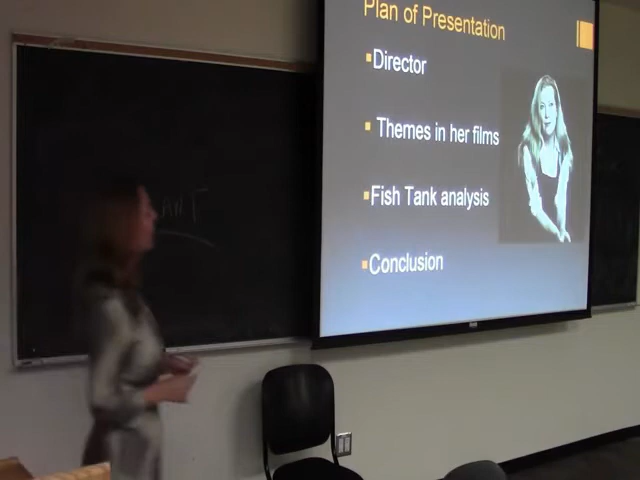 Plan of Presentation
Director
Themes in her films
Fish Tank analysis
Conclusion